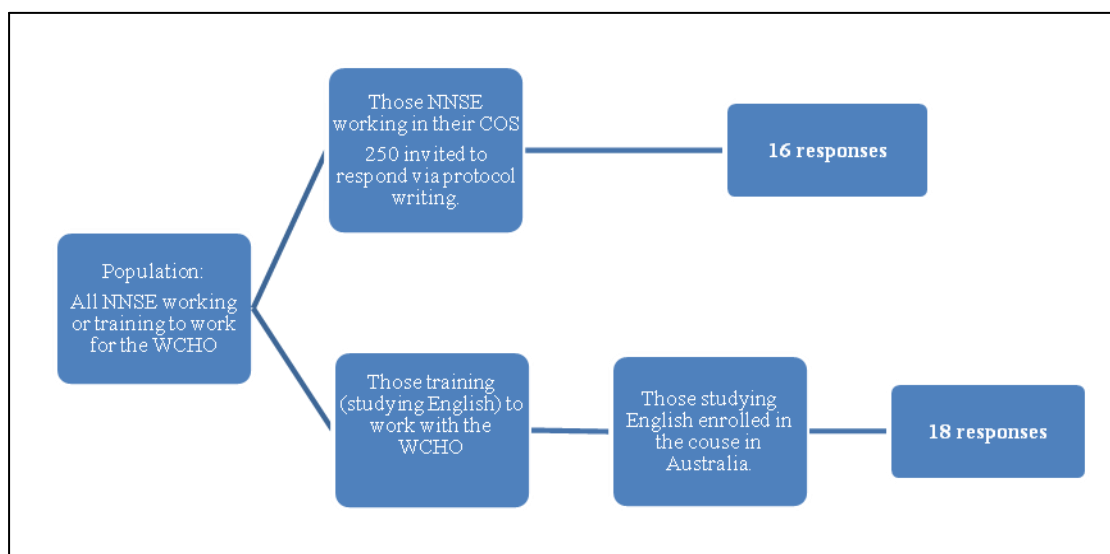 Population:
All NNSE working
or training to work
for the WCHO
Those NNSE
working in their COS
250 invited to
respond via protocol
writing.
16 responses
Those training
(studying English) to
work with the
WCHO
Those studying
English enrolled in
the couse in
Australia.
18 responses